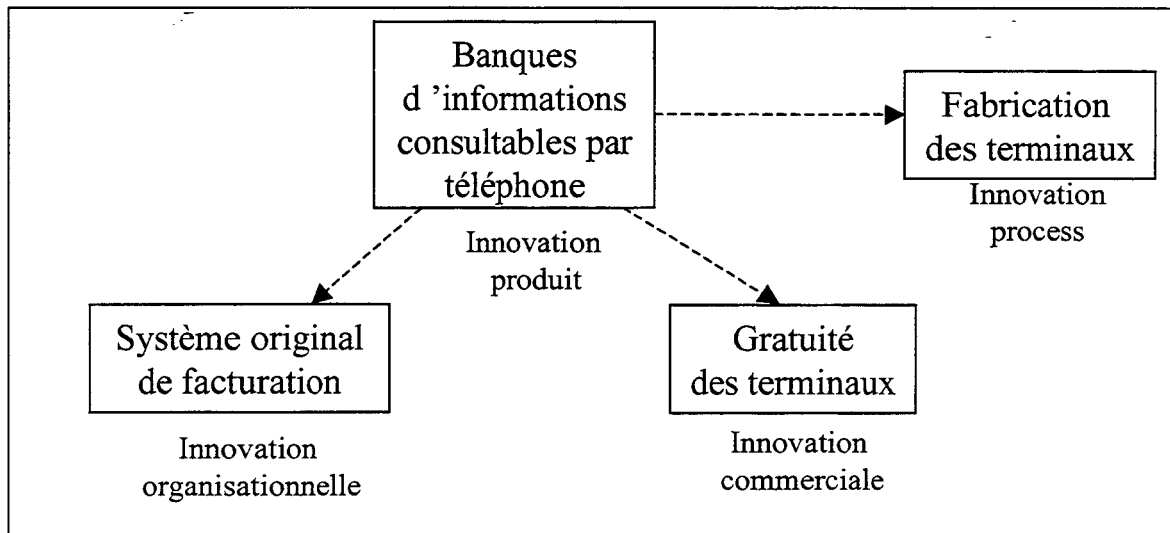 Banques
d ’informations
consultables par
téléphone
Innovation
produit
Fabrication
des terminaux
Innovation
process
Système original
de facturation
Innovation
organisationnelle
Gratuité
des terminaux
Innovation
commerciale